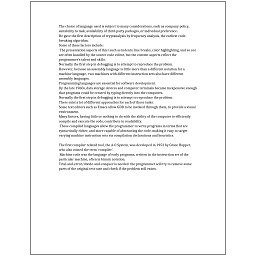 The choice of language used is subject to many considerations, such as company policy,
suitability to task, availability of third-party packages, or individual preference.
He gave the first description of cryptanalysis by frequency analysis, the earliest code-
breaking algorithm.
Some of these factors include:
The presentation aspects of this (such as indents, line breaks, color highlighting, and so on)
are often handled by the source code editor, but the content aspects reflect the
programmer's talent and skills.
Normally the first step in debugging is to attempt to reproduce the problem.
However, because an assembly language is little more than a different notation for a
machine language, two machines with different instruction sets also have different
assembly languages.
Programming languages are essential for software development.
By the late 1960s, data storage devices and computer terminals became inexpensive enough
that programs could be created by typing directly into the computers.
Normally the first step in debugging is to attempt to reproduce the problem.
There exist a lot of different approaches for each of those tasks.
Some text editors such as Emacs allow GDB to be invoked through them, to provide a visual
environment.
Many factors, having little or nothing to do with the ability of the computer to efficiently
compile and execute the code, contribute to readability.
These compiled languages allow the programmer to write programs in terms that are
syntactically richer, and more capable of abstracting the code, making it easy to target
varying machine instruction sets via compilation declarations and heuristics.

The first compiler related tool, the A-0 System, was developed in 1952 by Grace Hopper,
who also coined the term 'compiler'.
Machine code was the language of early programs, written in the instruction set of the
particular machine, often in binary notation.
Trial-and-error/divide-and-conquer is needed: the programmer will try to remove some
parts of the original test case and check if the problem still exists.